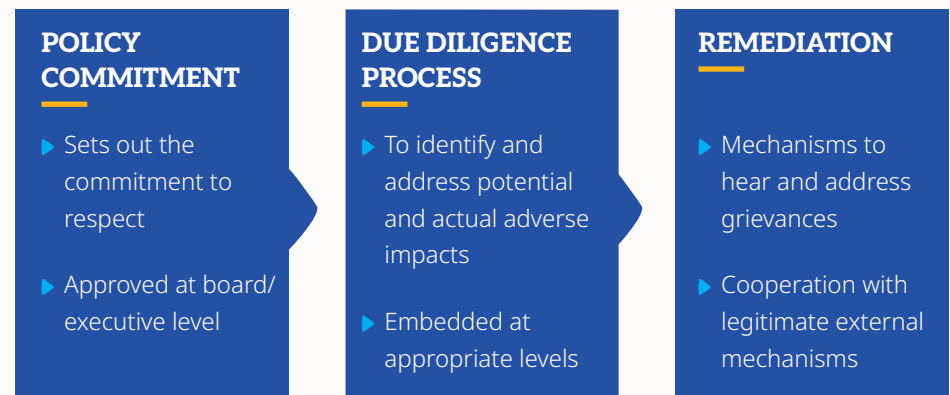 POLICY
COMMITMENT
Sets out the
commitment to
respect
Approved at board/
executive level
DUE DILIGENCE
PROCESS
To identify and
address potential
and actual adverse
impacts
Embedded at
appropriate levels
REMEDIATION
Mechanisms to
hear and address
grievances
Cooperation with
legitimate external
mechanisms